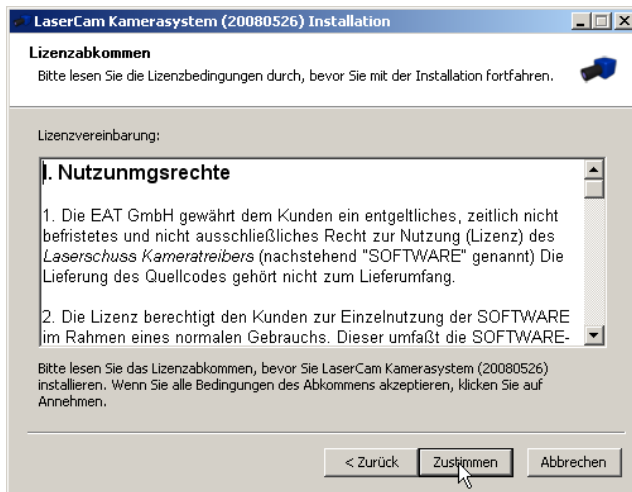 LaserCam Kamerasystem (20080526) Installation
Lizenzabkommen
Bitte lesen Sie die Lizenzbedingungen durch, bevor Sie mit der Installation fortfahren.
Lizenzvereinbarung:
I. Nutzunmgsrechte
1. Die EAT GmbH gewährt dem Kunden ein entgeltliches, zeitlich nicht
befristetes und nicht ausschließliches Recht zur Nutzung (Lizenz) des
Laserschuss Kameratreibers (nachstehend "SOFTWARE" genannt) Die
Lieferung des Quellcodes gehört nicht zum Lieferumfang.
2. Die Lizenz berechtigt den Kunden zur Einzelnutzung der SOFTWARE
im Rahmen eines normalen Gebrauchs. Dieser umfaßt die SOFTWARE-
Bitte lesen Sie das Lizenzabkommen, bevor Sie LaserCam Kamerasystem (20080526)
installieren. Wenn Sie alle Bedingungen des Abkommens akzeptieren, klicken Sie auf
Annehmen.
< Zurück Zustimmen Abbrechen